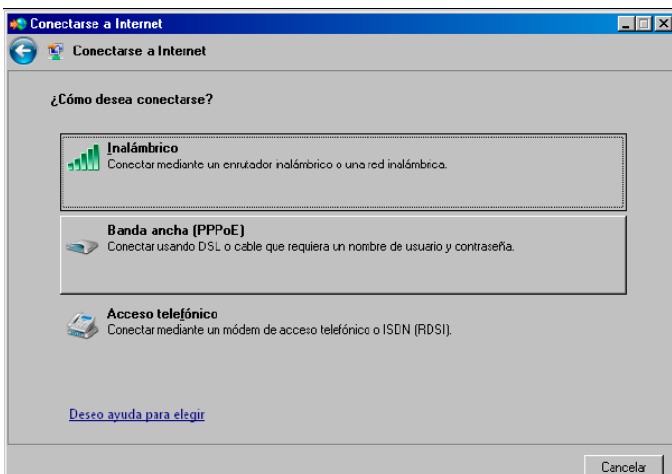 Conectarse a Internet
Conectarse a Internet
¿Cómo desea conectarse?
Inalámbrico
Conectar mediante un enrutador inalámbrico o una red inalámbrica.
Banda ancha (PPPoE)
Conectar usando DSL o cable que requiera un nombre de usuario y contraseña.
Acceso telefónico
Conectar mediante un módem de acceso telefónico o ISDN (RDSI).
Deseo ayuda para elegir
Cancelar